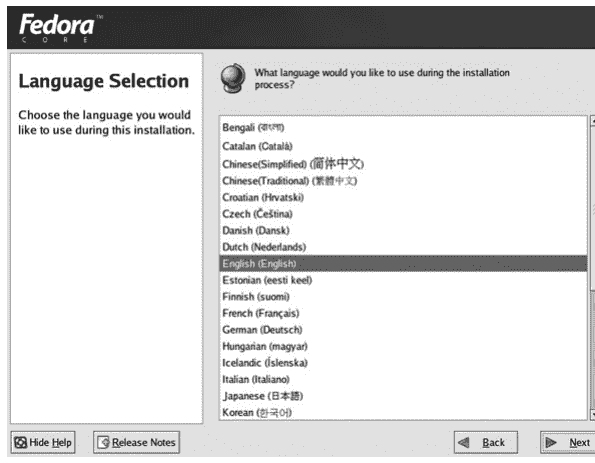 Fedora™
CORE
Language Selection
Choose the language you would
like to use during this installation.
What language would you like to use during the installation
process?
Bengali (বাংলা)
Catalan (Català)
Chinese(Simplified) (简体中文)
Chinese(Traditional) (繁體中文)
Croatian (Hrvatski)
Czech (Čeština)
Danish (Dansk)
Dutch (Nederlands)
English (English)
Estonian (eesti keel)
Finnish (suomi)
French (Français)
German (Deutsch)
Hungarian (magyar)
Icelandic (Íslenska)
Italian (Italiano)
Japanese (日本語)
Korean (한국어)
Hide Help
Release Notes
Back
Next